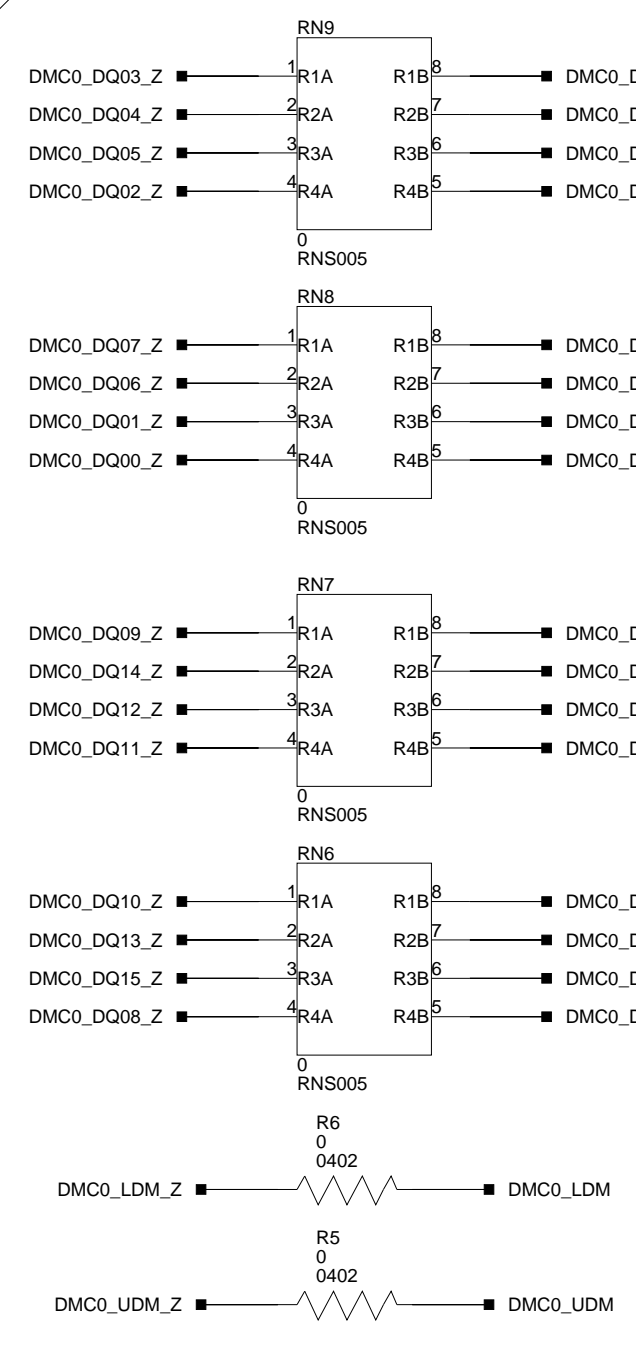 RN9
DMC0_DQ03_Z 1 R1A R1B 8 DMC0_D
DMC0_DQ04_Z 2 R2A R2B 7 DMC0_D
DMC0_DQ05_Z 3 R3A R3B 6 DMC0_D
DMC0_DQ02_Z 4 R4A R4B 5 DMC0_D
0
RNS005
RN8
DMC0_DQ07_Z 1 R1A R1B 8 DMC0_D
DMC0_DQ06_Z 2 R2A R2B 7 DMC0_D
DMC0_DQ01_Z 3 R3A R3B 6 DMC0_D
DMC0_DQ00_Z 4 R4A R4B 5 DMC0_D
0
RNS005
RN7
DMC0_DQ09_Z 1 R1A R1B 8 DMC0_D
DMC0_DQ14_Z 2 R2A R2B 7 DMC0_D
DMC0_DQ12_Z 3 R3A R3B 6 DMC0_D
DMC0_DQ11_Z 4 R4A R4B 5 DMC0_D
0
RNS005
RN6
DMC0_DQ10_Z 1 R1A R1B 8 DMC0_D
DMC0_DQ13_Z 2 R2A R2B 7 DMC0_D
DMC0_DQ15_Z 3 R3A R3B 6 DMC0_D
DMC0_DQ08_Z 4 R4A R4B 5 DMC0_D
0
RNS005
R6
0
0402
DMC0_LDM_Z DMC0_LDM
R5
0
0402
DMC0_UDM_Z DMC0_UDM